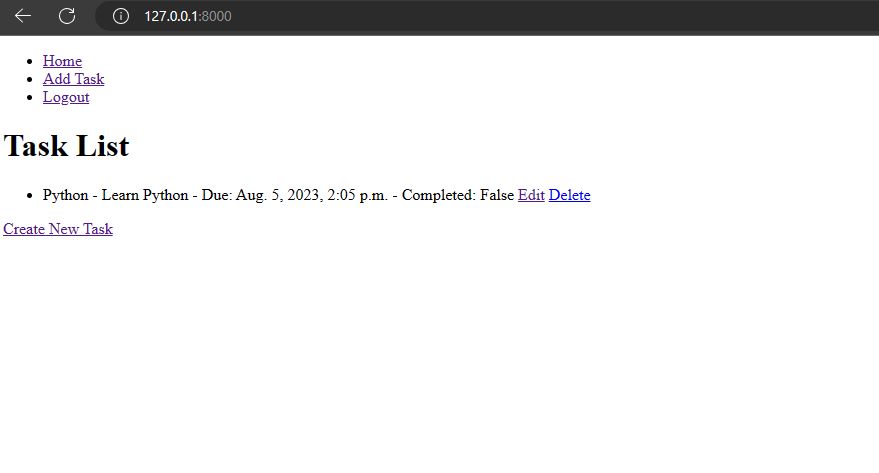 127.0.0.1:8000
Home
Add Task
Logout
Task List
Python - Learn Python - Due: Aug. 5, 2023, 2:05 p.m. - Completed: False Edit Delete
Create New Task